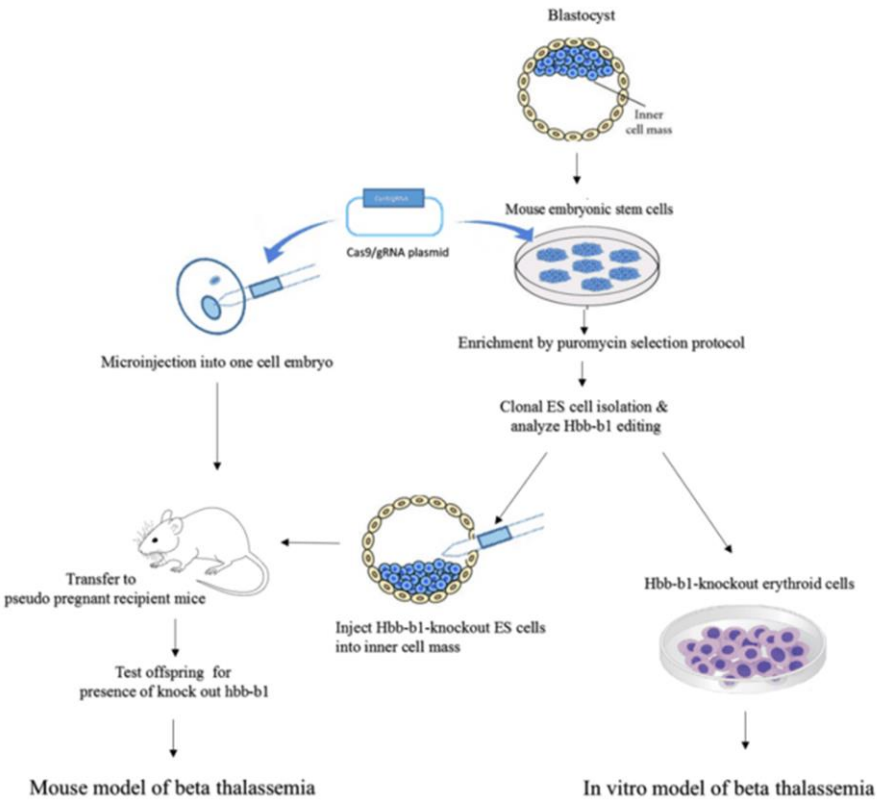 Blastocyst
Inner
cell mass
Mouse embryonic stem cells
Cas9/gRNA plasmid
Microinjection into one cell embryo
Enrichment by puromycin selection protocol
Clonal ES cell isolation &
analyze Hbb-b1 editing
Transfer to
pseudo pregnant recipient mice
Inject Hbb-b1-knockout ES cells
into inner cell mass
Hbb-b1-knockout erythroid cells
Test offspring for
presence of knock out hbb-b1
Mouse model of beta thalassemia
In vitro model of beta thalassemia